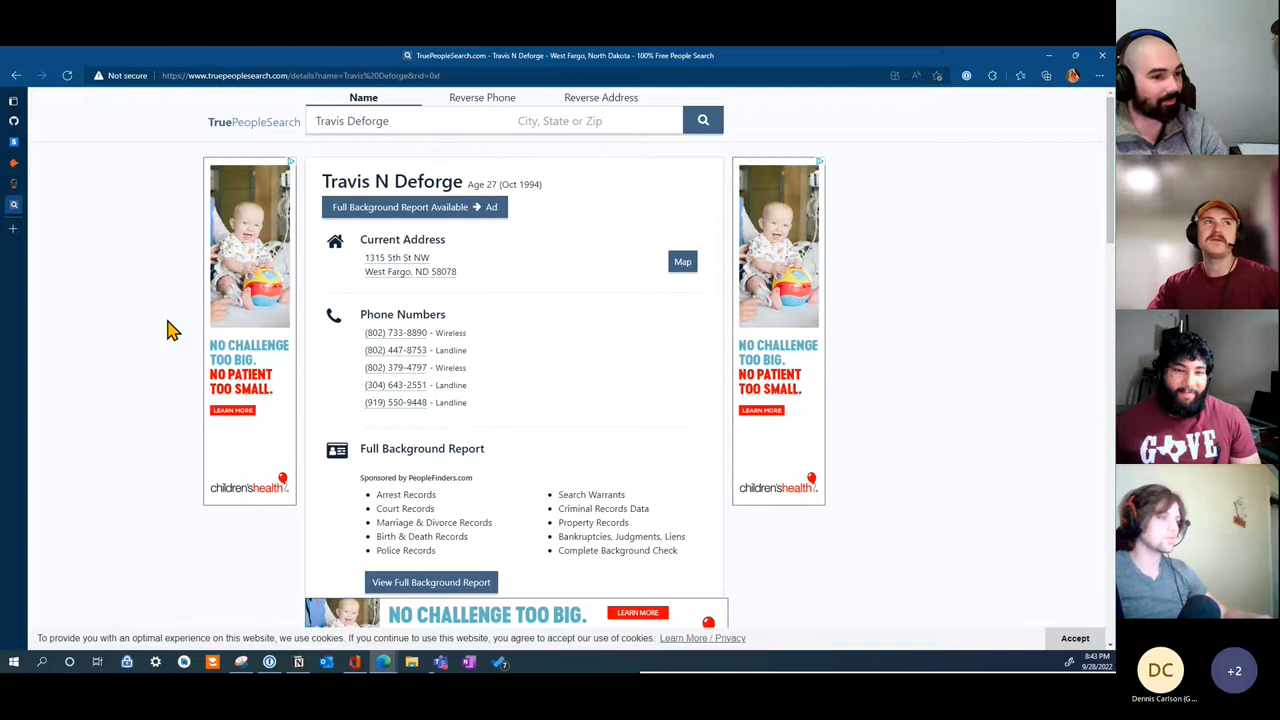 TruePeopleSearch.com - Travis N Deforge - West Fargo, North Dakota - 100% Free People Search
Not secure
https://www.truepeoplesearch.com/details?name=Travis%20Deforge&rid=0xl
Name
Reverse Phone
Reverse Address
TruePeopleSearch
Travis Deforge
City, State or Zip
Travis N Deforge Age 27 (Oct 1994)
Full Background Report Available → Ad
Current Address
1315 5th St NW
West Fargo, ND 58078
Map
Phone Numbers
(802) 733-8890 - Wireless
(802) 447-8753 - Landline
(802) 379-4797 - Wireless
(304) 643-2551 - Landline
(919) 550-9448 - Landline
Full Background Report
Sponsored by PeopleFinders.com
• Arrest Records
• Court Records
• Marriage & Divorce Records
• Birth & Death Records
• Police Records
• Search Warrants
• Criminal Records Data
• Property Records
• Bankruptcies, Judgments, Liens
• Complete Background Check
View Full Background Report
NO CHALLENGE
TOO BIG.
NO PATIENT
TOO SMALL.
LEARN MORE
children'shealth
NO CHALLENGE
TOO BIG.
NO PATIENT
TOO SMALL.
LEARN MORE
children'shealth
NO CHALLENGE TOO BIG.
LEARN MORE
To provide you with an optimal experience on this website, we use cookies. If you continue to use this website, you agree to accept our use of cookies. Learn More / Privacy
Accept
7
8:43 PM
9/28/2022
GOVE
DC
Dennis Carlson (G...
+2